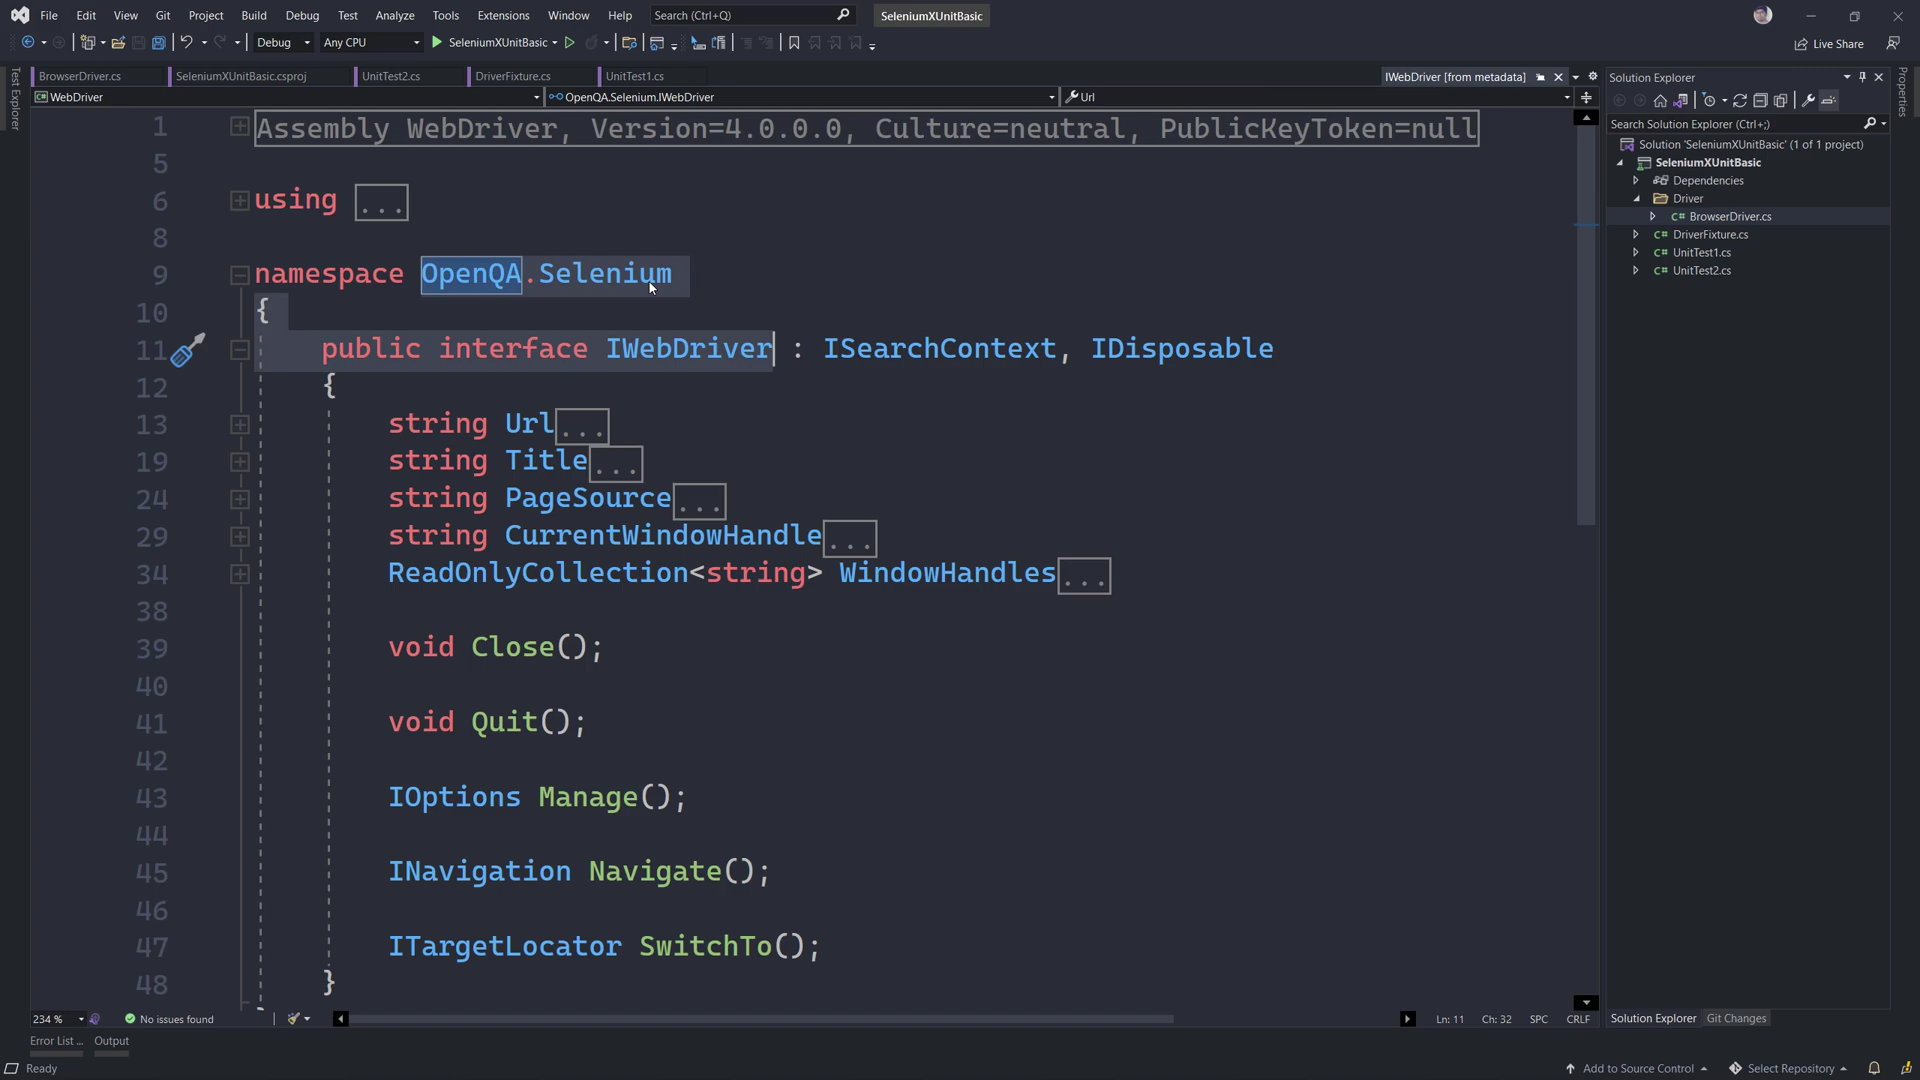 File Edit View Git Project Build Debug Test Analyze Tools Extensions Window Help Search (Ctrl+Q) SeleniumXUnitBasic
Debug Any CPU SeleniumXUnitBasic Live Share
BrowserDriver.cs SeleniumXUnitBasic.csproj UnitTest2.cs DriverFixture.cs UnitTest1.cs IWebDriver [from metadata]
WebDriver OpenQA.Selenium.IWebDriver Url
Test Explorer
1 Assembly WebDriver, Version=4.0.0.0, Culture=neutral, PublicKeyToken=null
5
6 using ...
8
9 namespace OpenQA.Selenium
10 {
11 public interface IWebDriver : ISearchContext, IDisposable
12 {
13 string Url...
19 string Title...
24 string PageSource...
29 string CurrentWindowHandle...
34 ReadOnlyCollection<string> WindowHandles...
38
39 void Close();
40
41 void Quit();
42
43 IOptions Manage();
44
45 INavigation Navigate();
46
47 ITargetLocator SwitchTo();
48 }
234 % No issues found Ln: 11 Ch: 32 SPC CRLF
Solution Explorer
Search Solution Explorer (Ctrl+;)
Solution 'SeleniumXUnitBasic' (1 of 1 project)
SeleniumXUnitBasic
Dependencies
Driver
C# BrowserDriver.cs
C# DriverFixture.cs
C# UnitTest1.cs
C# UnitTest2.cs
Solution Explorer Git Changes
Properties
Error List ... Output
Ready Add to Source Control Select Repository